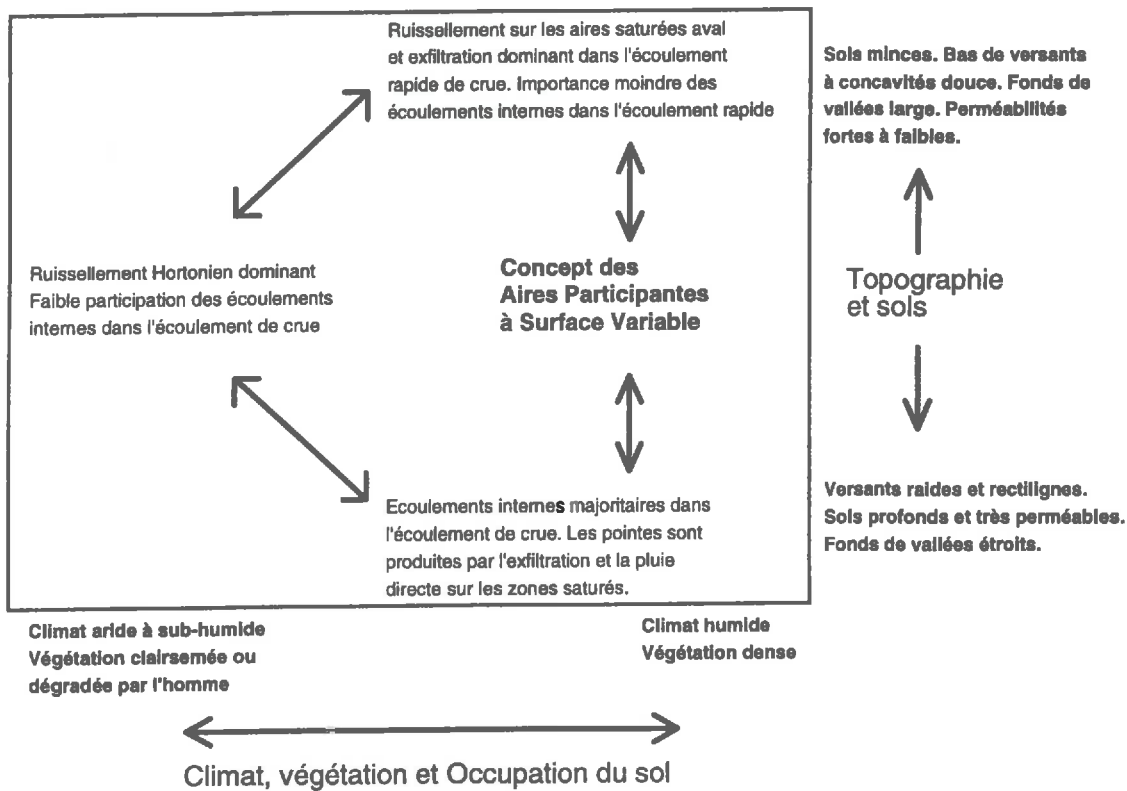 Ruissellement sur les aires saturées aval
et exfiltration dominant dans l'écoulement
rapide de crue. Importance moindre des
écoulements internes dans l'écoulement rapide
Sols minces. Bas de versants
à concavités douce. Fonds de
vallées large. Perméabilités
fortes à faibles.
Ruissellement Hortonien dominant
Faible participation des écoulements
internes dans l'écoulement de crue
Concept des
Aires Participantes
à Surface Variable
Topographie
et sols
Ecoulements internes majoritaires dans
l'écoulement de crue. Les pointes sont
produites par l'exfiltration et la pluie
directe sur les zones saturés.
Versants raides et rectilignes.
Sols profonds et très perméables.
Fonds de vallées étroits.
Climat aride à sub-humide
Végétation clairsemée ou
dégradée par l'homme
Climat humide
Végétation dense
Climat, végétation et Occupation du sol